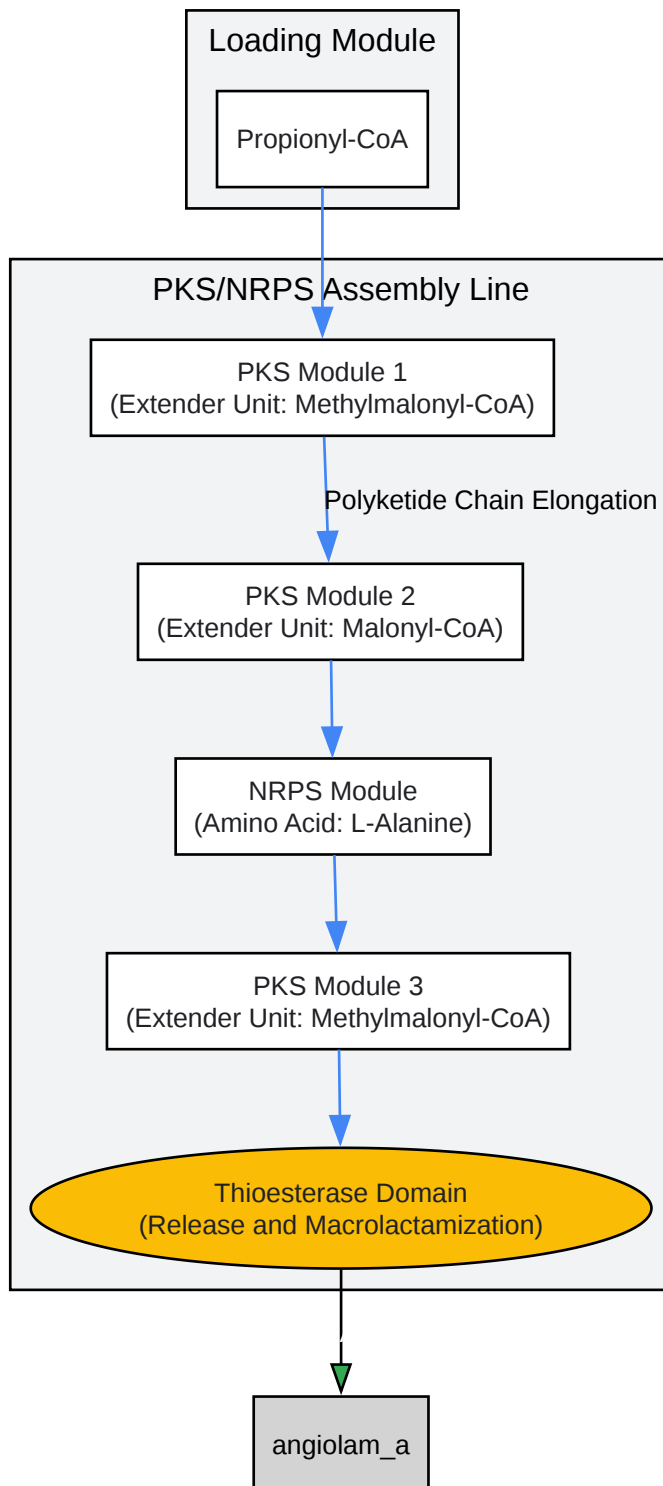 Loading Module
Propionyl-CoA
PKS/NRPS Assembly Line
PKS Module 1
(Extender Unit: Methylmalonyl-CoA)
Polyketide Chain Elongation
PKS Module 2
(Extender Unit: Malonyl-CoA)
NRPS Module
(Amino Acid: L-Alanine)
PKS Module 3
(Extender Unit: Methylmalonyl-CoA)
Thioesterase Domain
(Release and Macrolactamization)
angiolam_a